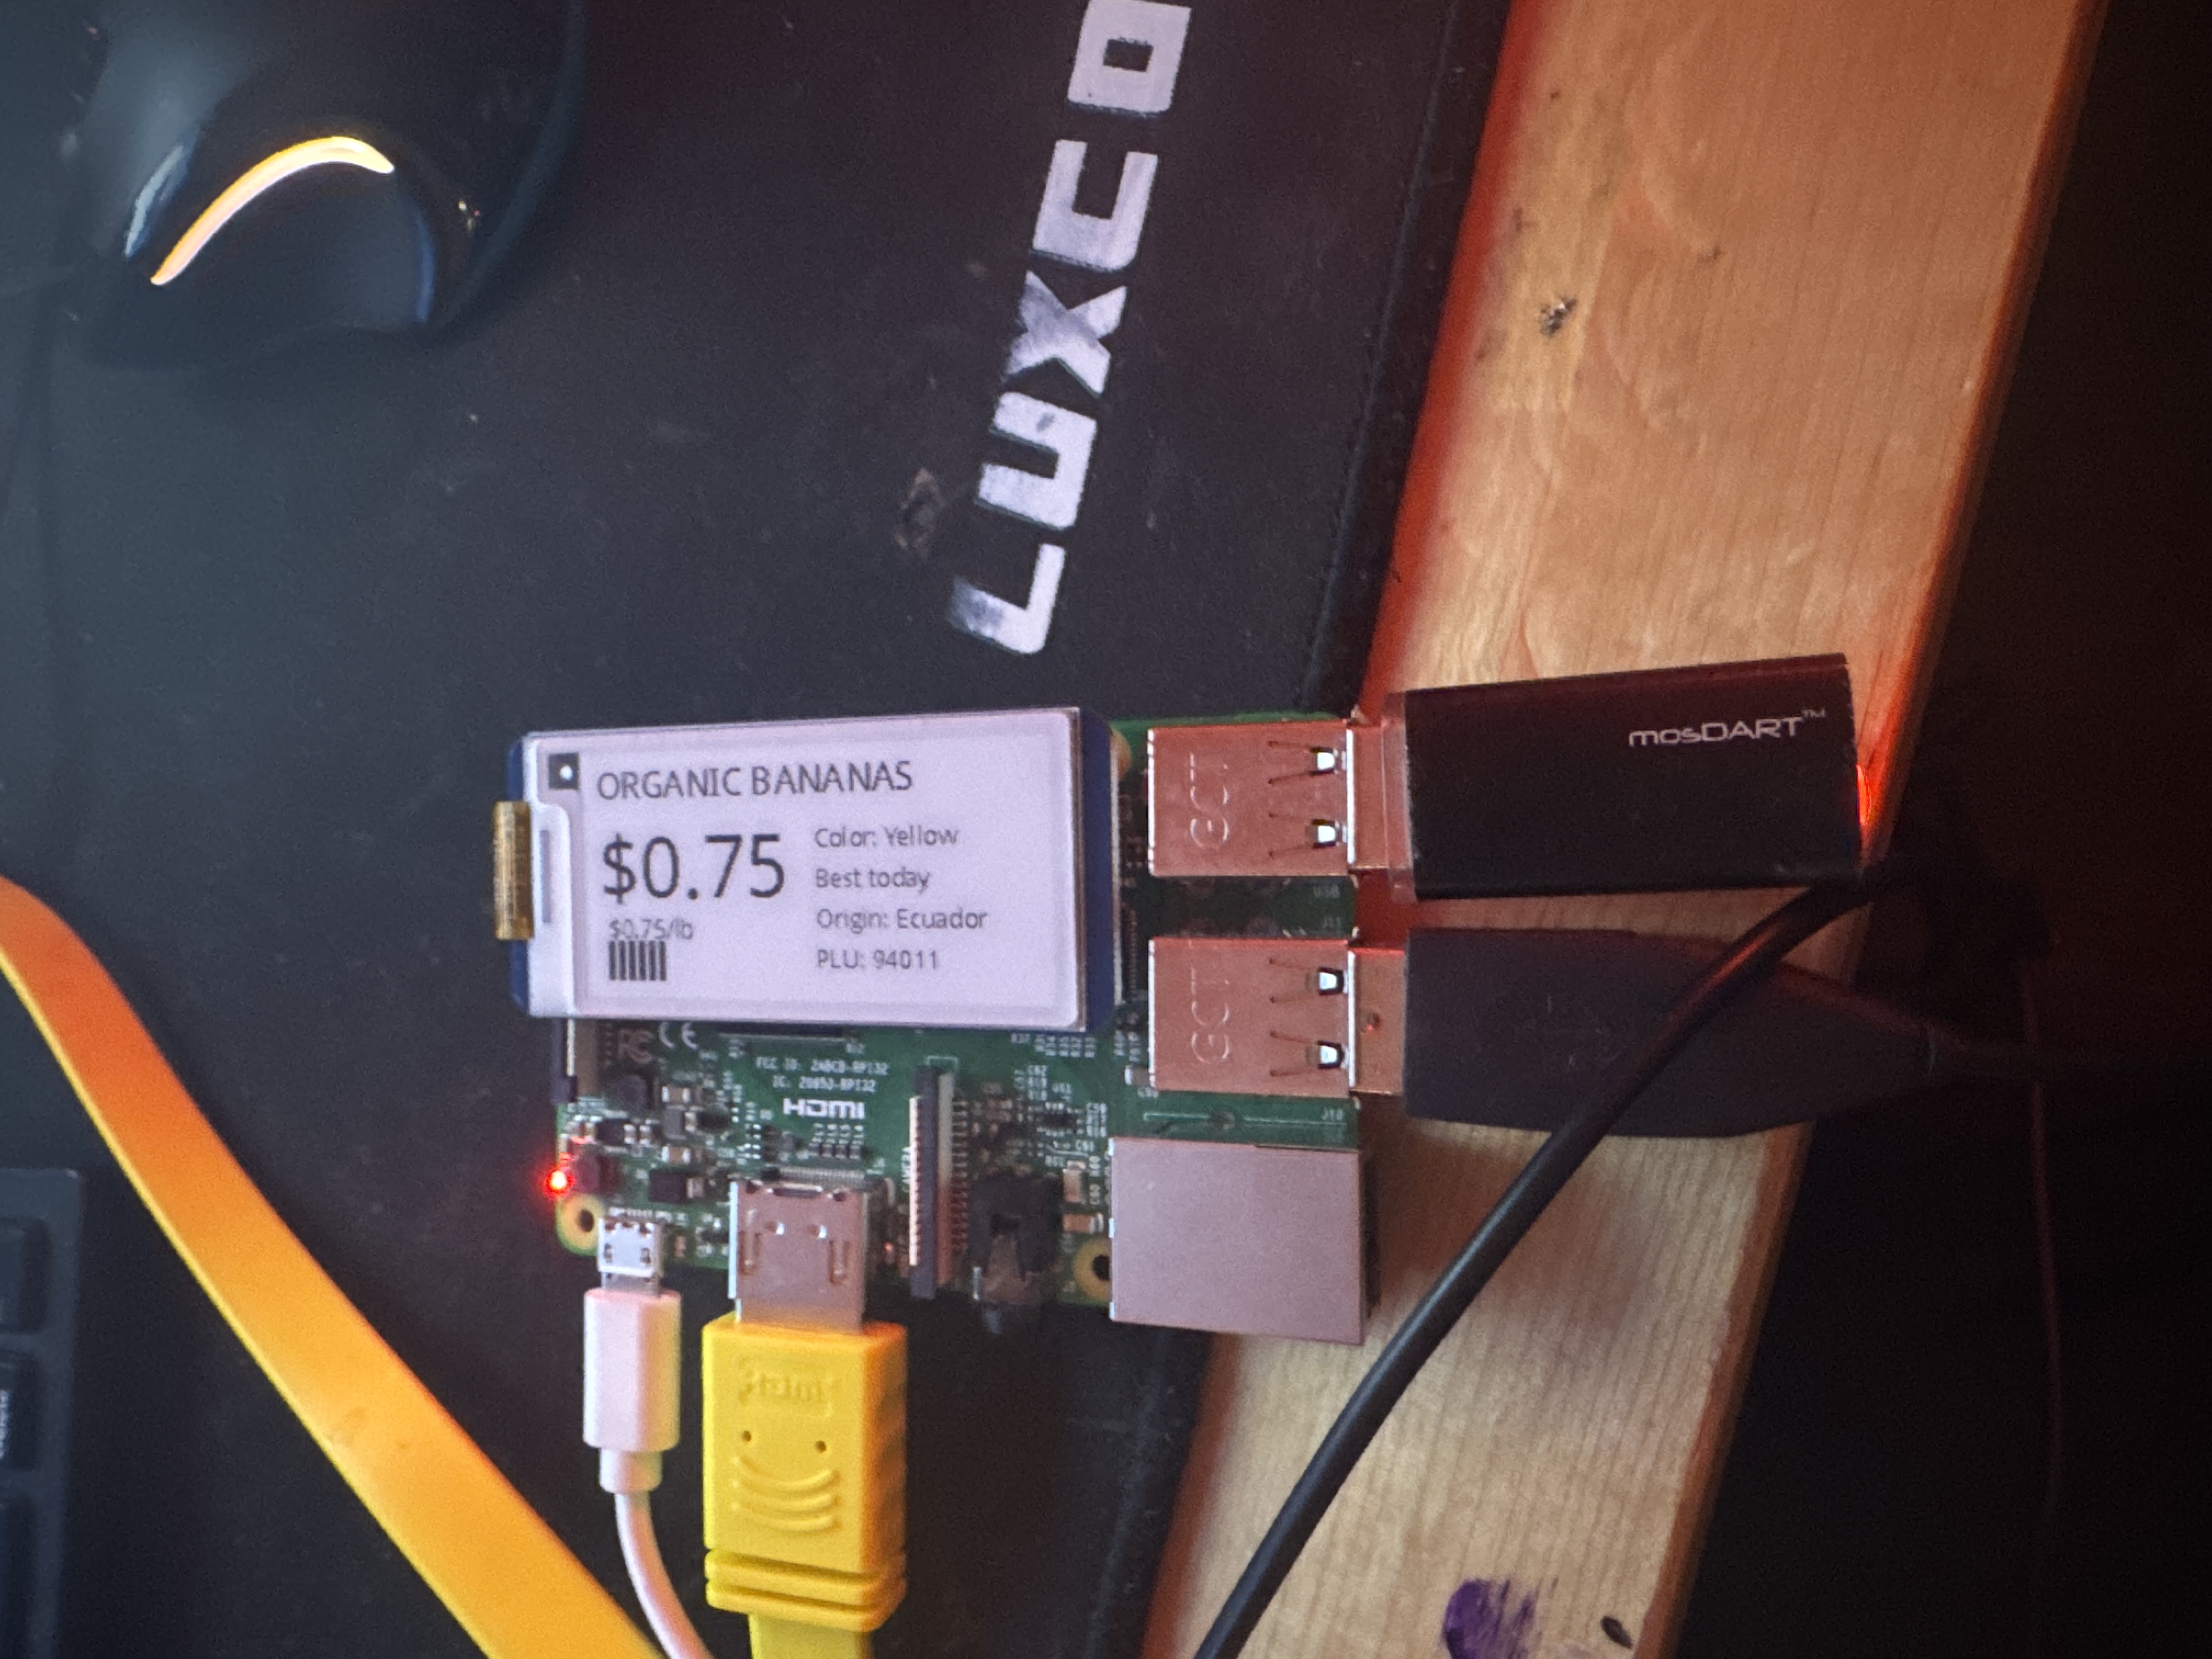 ORGANIC BANANAS
$0.75
$0.75/lb
Color: Yellow
Best today
Origin: Ecuador
PLU: 94011
HDMI
CAMERA
GCT
GCT
mosDART™
LUXCO